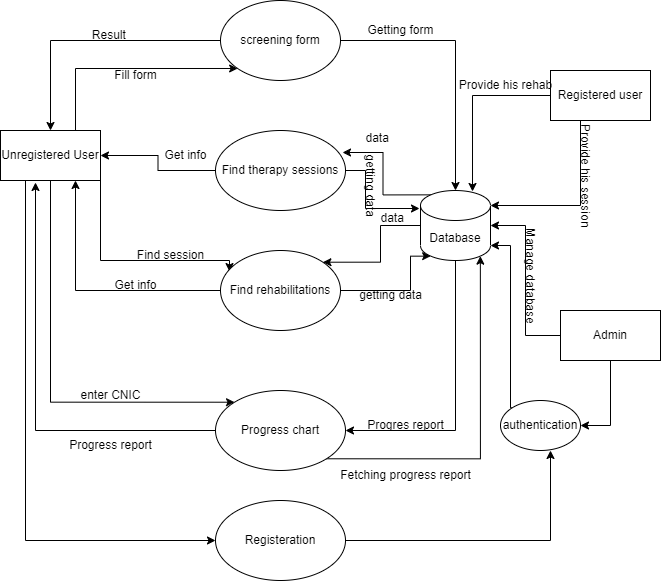 Result
screening form
Getting form
Fill form
Provide his rehab
Registered user
data
Unregistered User
Get info
Find therapy sessions
getting data
Provide his session
data
Database
Find session
Manage database
Get info
Find rehabilitations
getting data
Admin
enter CNIC
Progress chart
Progres report
authentication
Progress report
Fetching progress report
Registeration